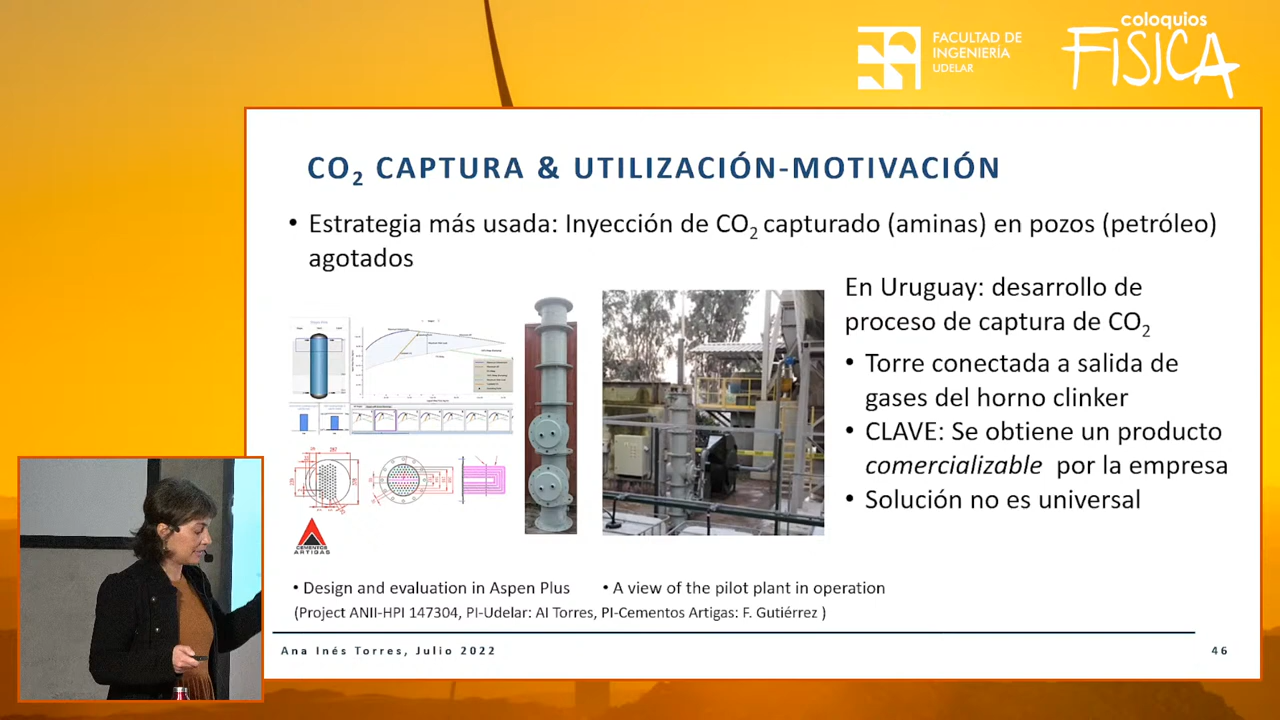 coloquios
FISICA
FACULTAD DE
INGENIERÍA
UDELAR
CO2 CAPTURA & UTILIZACIÓN-MOTIVACIÓN
• Estrategia más usada: Inyección de CO2 capturado (aminas) en pozos (petróleo)
agotados
En Uruguay: desarrollo de
proceso de captura de CO2
• Torre conectada a salida de
gases del horno clinker
• CLAVE: Se obtiene un producto
comercializable por la empresa
• Solución no es universal
CEMENTOS
ARTIGAS
• Design and evaluation in Aspen Plus
• A view of the pilot plant in operation
(Project ANII-HPI 147304, PI-Udelar: AI Torres, PI-Cementos Artigas: F. Gutiérrez )
Ana Inés Torres, Julio 2022
46